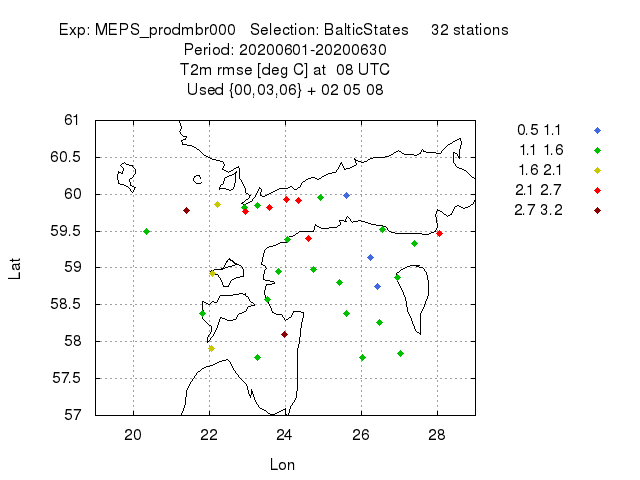 Exp: MEPS_prodmbr000 Selection: BalticStates 32 stations
Period: 20200601-20200630
T2m rmse [deg C] at 08 UTC
Used {00,03,06} + 02 05 08
0.5 1.1
1.1 1.6
1.6 2.1
2.1 2.7
2.7 3.2
61
60.5
60
59.5
59
58.5
58
57.5
57
Lat
20 22 24 26 28
Lon